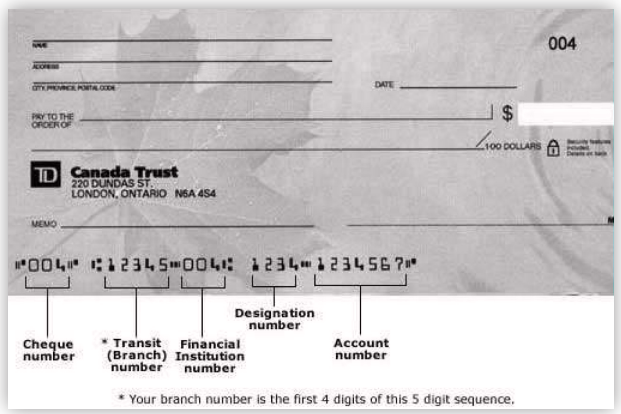 004
NAME
ADDRESS
CITY, PROVINCE, POSTAL CODE
DATE
PAY TO THE
ORDER OF
$
/100 DOLLARS
Security features
included.
Details on back
TD Canada Trust
220 DUNDAS ST.
LONDON, ONTARIO N6A 4S4
MEMO
M
⑈004⑈ ⑆12345⑉004⑆ 1234⑉1234567⑈
Designation
number
Cheque
number
* Transit
(Branch)
number
Financial
Institution
number
Account
number
* Your branch number is the first 4 digits of this 5 digit sequence.